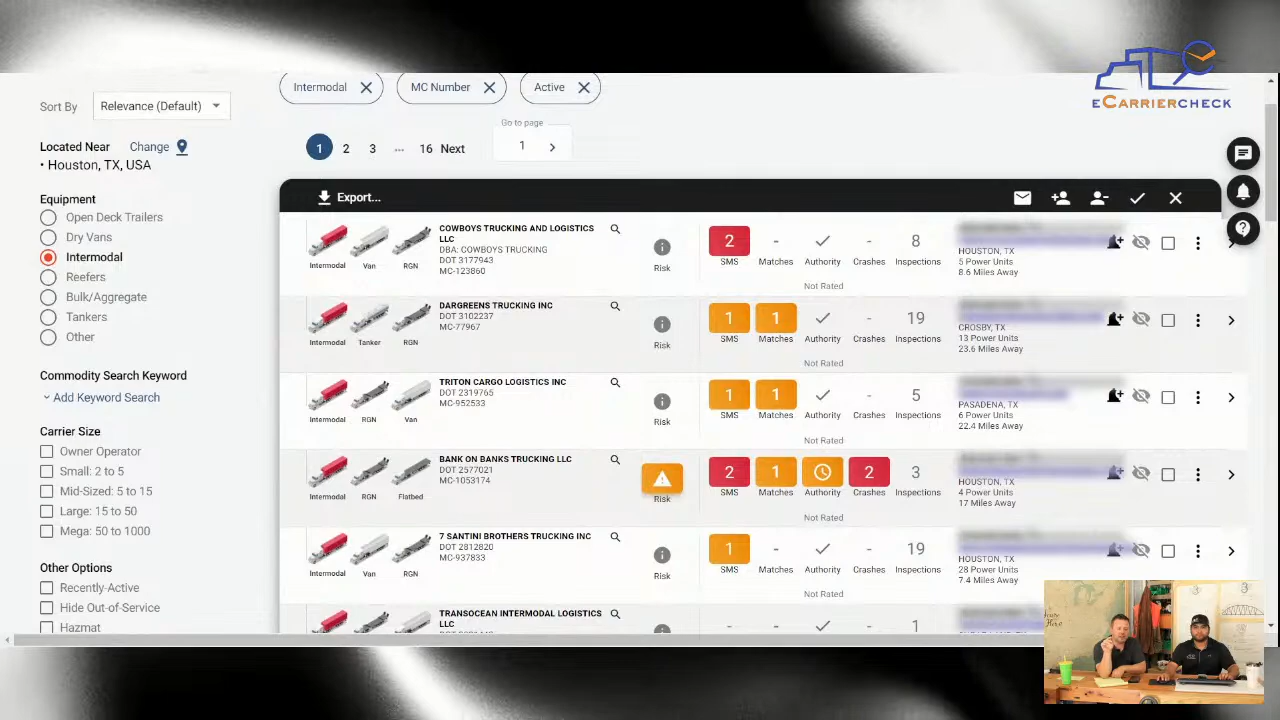 eCARRIERCHECK
Intermodal
MC Number
Active
Sort By
Relevance (Default)
Go to page
1 2 3 ... 16 Next
1
Located Near
Change
• Houston, TX, USA
Equipment
Open Deck Trailers
Dry Vans
Intermodal
Reefers
Bulk/Aggregate
Tankers
Other
Commodity Search Keyword
Add Keyword Search
Carrier Size
Owner Operator
Small: 2 to 5
Mid-Sized: 5 to 15
Large: 15 to 50
Mega: 50 to 1000
Other Options
Recently-Active
Hide Out-of-Service
Hazmat
Export...
COWBOYS TRUCKING AND LOGISTICS
LLC
DBA: COWBOYS TRUCKING
DOT 3177943
MC-123860
Intermodal Van RGN
Risk
2 - - 8
SMS Matches Authority Crashes Inspections
Not Rated
HOUSTON, TX
5 Power Units
8.6 Miles Away
DARGREENS TRUCKING INC
DOT 3102237
MC-77967
Intermodal Tanker RGN
Risk
1 1 - 19
SMS Matches Authority Crashes Inspections
Not Rated
CROSBY, TX
13 Power Units
23.6 Miles Away
TRITON CARGO LOGISTICS INC
DOT 2319765
MC-952533
Intermodal RGN Van
Risk
1 1 - 5
SMS Matches Authority Crashes Inspections
Not Rated
PASADENA, TX
6 Power Units
22.4 Miles Away
BANK ON BANKS TRUCKING LLC
DOT 2577021
MC-1053174
Intermodal RGN Flatbed
Risk
2 1 2 3
SMS Matches Authority Crashes Inspections
Not Rated
HOUSTON, TX
4 Power Units
17 Miles Away
7 SANTINI BROTHERS TRUCKING INC
DOT 2812820
MC-937833
Intermodal Van RGN
Risk
1 - - 19
SMS Matches Authority Crashes Inspections
Not Rated
HOUSTON, TX
28 Power Units
7.4 Miles Away
TRANSOCEAN INTERMODAL LOGISTICS
LLC
- - - 1